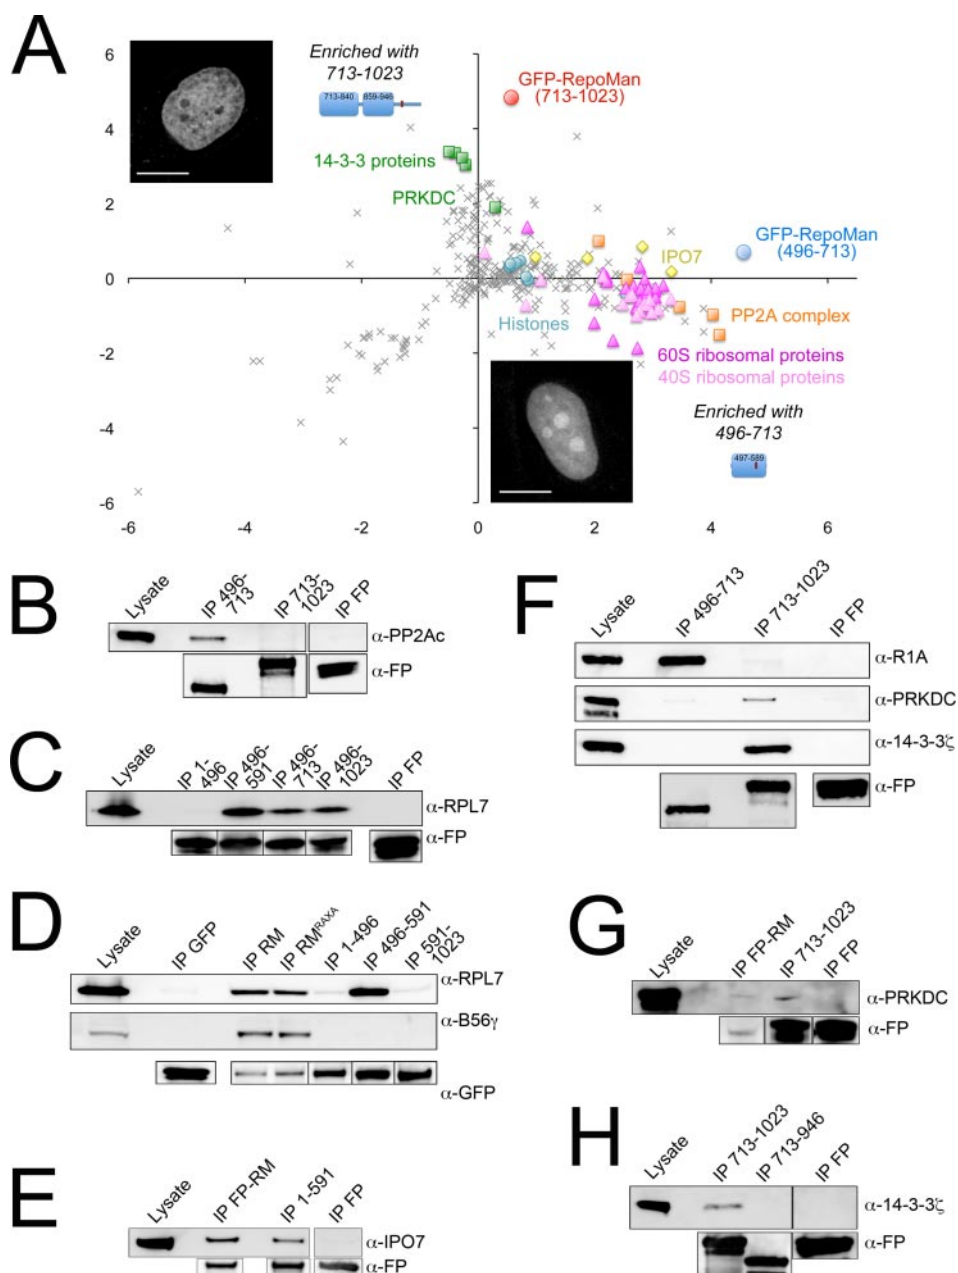 A
6
4
2
0
-2
-4
-6
-6
-4
-2
0
2
4
6
Enriched with
713-1023
713-840
859-946
GFP-RepoMan
(713-1023)
14-3-3 proteins
PRKDC
GFP-RepoMan
(496-713)
IPO7
Histones
PP2A complex
60S ribosomal proteins
40S ribosomal proteins
Enriched with
496-713
497-589
B
Lysate
IP 496-
713
IP 713-
1023
IP FP
α-PP2Ac
α-FP
C
Lysate
IP 1-
496
IP 496-
591
IP 496-
713
IP 496-
1023
IP FP
α-RPL7
α-FP
D
Lysate
IP GFP
IP RM
IP RMRAXA
IP 1-496
IP 496-591
IP 591-
1023
α-RPL7
α-B56γ
α-GFP
E
Lysate
IP FP-RM
IP 1-591
IP FP
α-IPO7
α-FP
F
Lysate
IP 496-713
IP 713-1023
IP FP
α-R1A
α-PRKDC
α-14-3-3ζ
α-FP
G
Lysate
IP FP-RM
IP 713-1023
IP FP
α-PRKDC
α-FP
H
Lysate
IP 713-1023
IP 713-946
IP FP
α-14-3-3ζ
α-FP